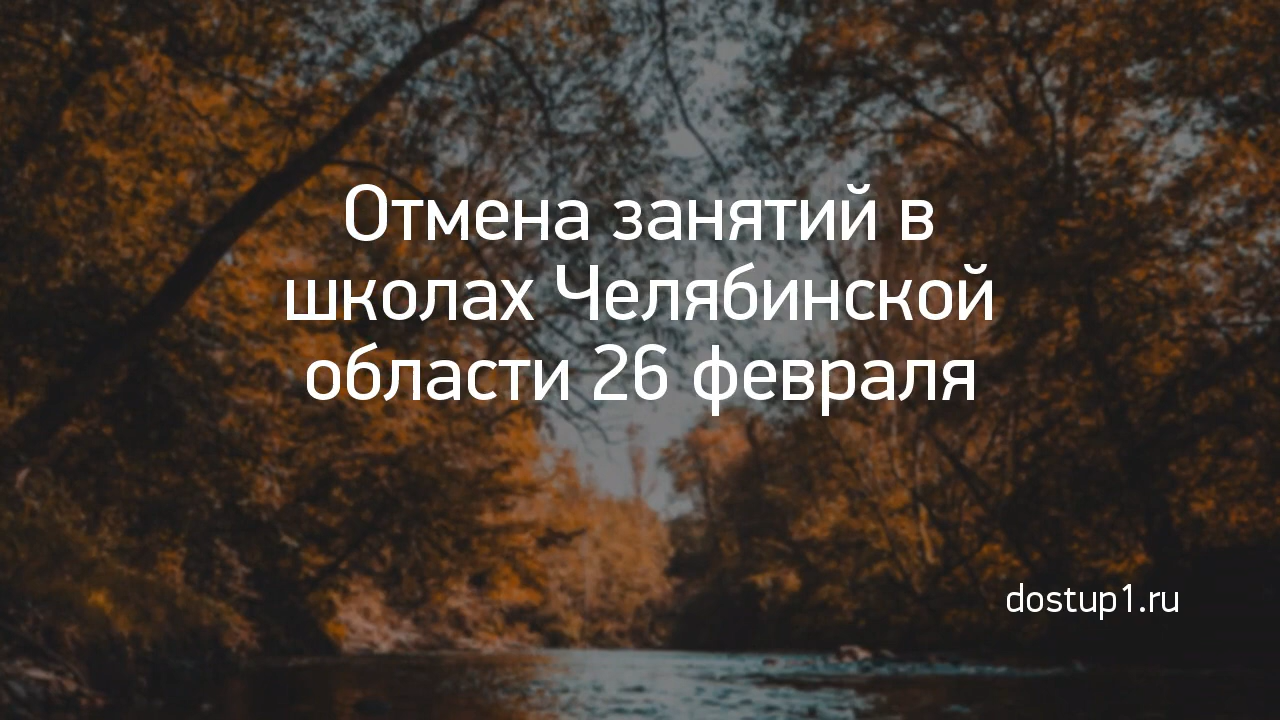 Отмена занятий в
школах Челябинской
области 26 февраля
dostup1.ru